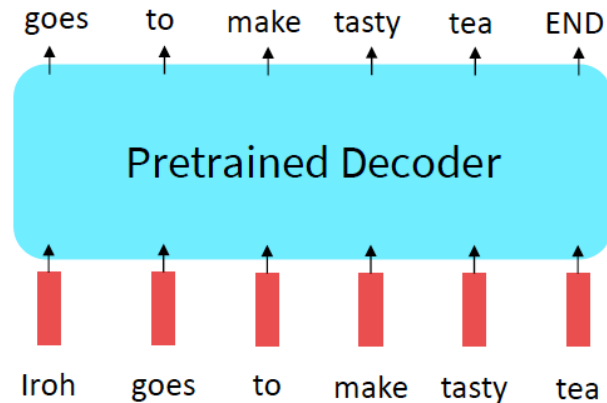 goes to make tasty tea END
Pretrained Decoder
Iroh goes to make tasty tea